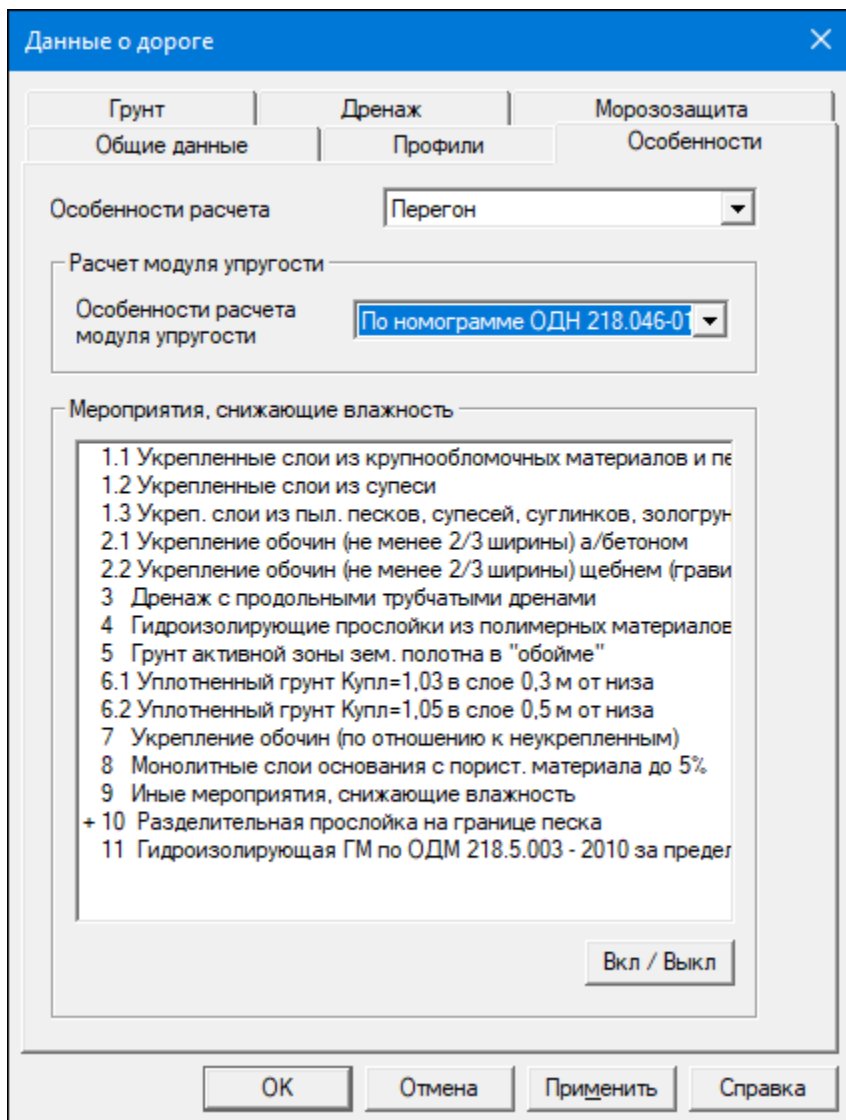 Данные о дороге
Грунт
Дренаж
Морозозащита
Общие данные
Профили
Особенности
Особенности расчета
Перегон
Расчет модуля упругости
Особенности расчета
модуля упругости
По номограмме ОДН 218.046-01
Мероприятия, снижающие влажность
1.1 Укрепленные слои из крупнообломочных материалов и пе
1.2 Укрепленные слои из супеси
1.3 Укреп. слои из пыл. песков, супесей, суглинков, зологрун
2.1 Укрепление обочин (не менее 2/3 ширины) а/бетоном
2.2 Укрепление обочин (не менее 2/3 ширины) щебнем (грави
3 Дренаж с продольными трубчатыми дренами
4 Гидроизолирующие прослойки из полимерных материалов
5 Грунт активной зоны зем. полотна в "обойме"
6.1 Уплотненный грунт Купл=1,03 в слое 0,3 м от низа
6.2 Уплотненный грунт Купл=1,05 в слое 0,5 м от низа
7 Укрепление обочин (по отношению к неукрепленным)
8 Монолитные слои основания с порист. материала до 5%
9 Иные мероприятия, снижающие влажность
+ 10 Разделительная прослойка на границе песка
11 Гидроизолирующая ГМ по ОДМ 218.5.003 - 2010 за предел
Вкл / Выкл
ОК
Отмена
Применить
Справка